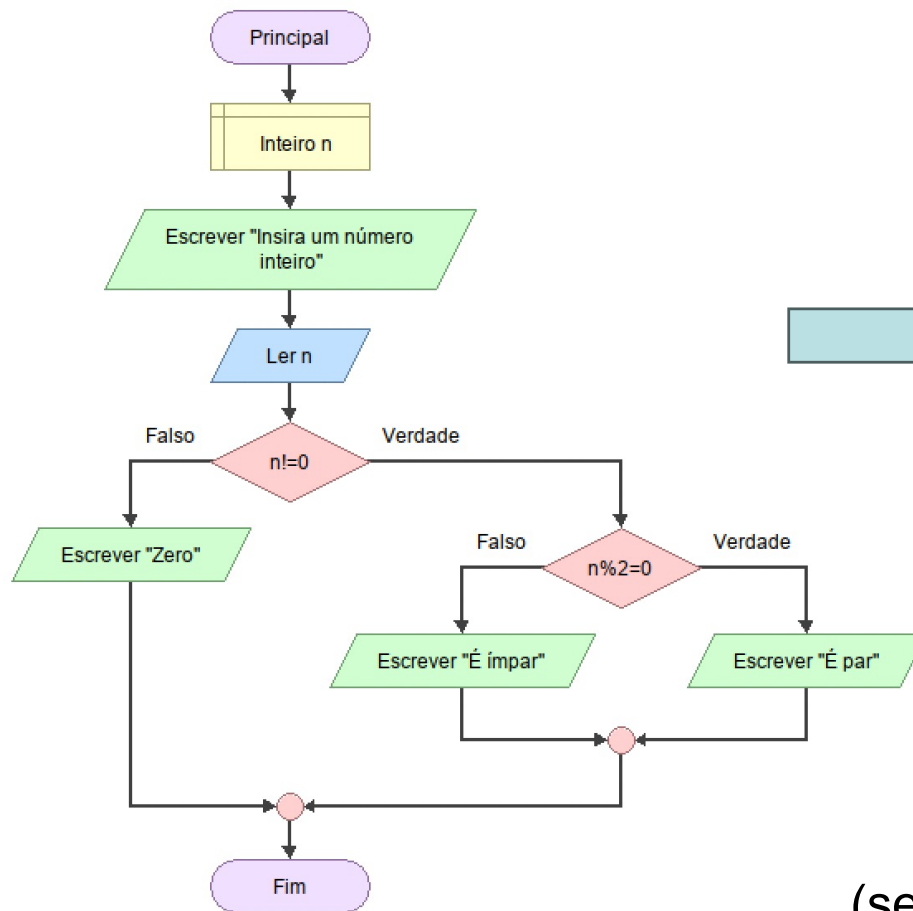 Principal
Inteiro n
Escrever "Insira um número
inteiro"
Ler n
Falso
Verdade
n!=0
Escrever "Zero"
Falso
Verdade
n%2=0
Escrever "É ímpar"
Escrever "É par"
Fim
(se